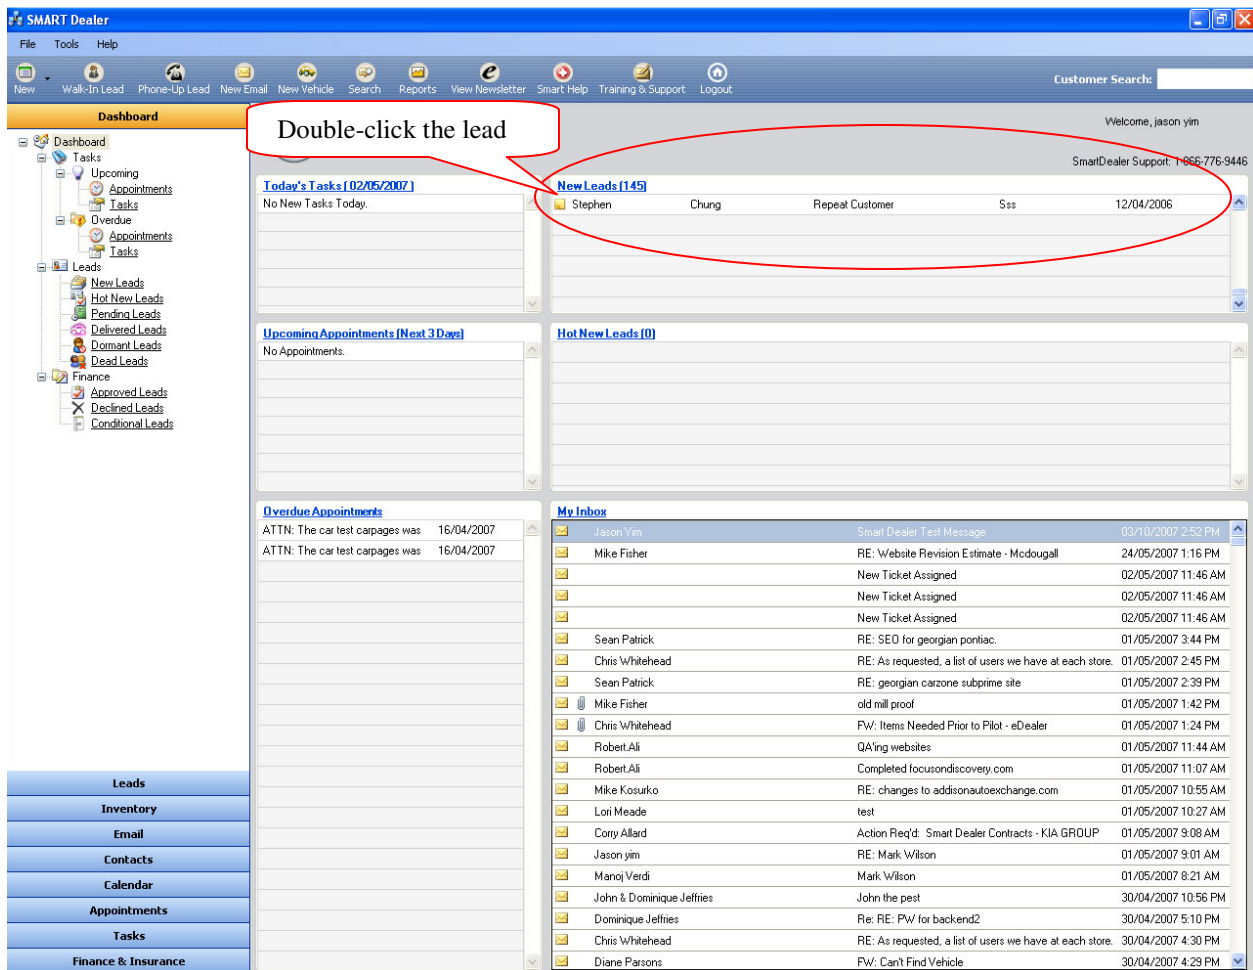 SMART Dealer
File Tools Help
New Walk-In Lead Phone-Up Lead New Email New Vehicle Search Reports View Newsletter Smart Help Training & Support Logout
Customer Search:
Dashboard
Welcome, jason yim
SmartDealer Support: 1-866-776-9446
Double-click the lead
Dashboard
Tasks
Upcoming
Appointments
Tasks
Overdue
Appointments
Tasks
Leads
New Leads
Hot New Leads
Pending Leads
Delivered Leads
Dormant Leads
Dead Leads
Finance
Approved Leads
Declined Leads
Conditional Leads
Leads
Inventory
Email
Contacts
Calendar
Appointments
Tasks
Finance & Insurance
Today's Tasks ( 02/05/2007 )
No New Tasks Today.
New Leads (145)
Stephen Chung Repeat Customer Sss 12/04/2006
Upcoming Appointments (Next 3 Days)
No Appointments.
Hot New Leads (0)
Overdue Appointments
ATTN: The car test carpages was 16/04/2007
ATTN: The car test carpages was 16/04/2007
My Inbox
Jason Yim Smart Dealer Test Message 03/10/2007 2:52 PM
Mike Fisher RE: Website Revision Estimate - Mcdougall 24/05/2007 1:16 PM
New Ticket Assigned 02/05/2007 11:46 AM
New Ticket Assigned 02/05/2007 11:46 AM
New Ticket Assigned 02/05/2007 11:46 AM
Sean Patrick RE: SEO for georgian pontiac. 01/05/2007 3:44 PM
Chris Whitehead RE: As requested, a list of users we have at each store. 01/05/2007 2:45 PM
Sean Patrick RE: georgian carzone subprime site 01/05/2007 2:39 PM
Mike Fisher old mill proof 01/05/2007 1:42 PM
Chris Whitehead FW: Items Needed Prior to Pilot - eDealer 01/05/2007 1:24 PM
Robert.Ali QA'ing websites 01/05/2007 11:44 AM
Robert.Ali Completed focusondiscovery.com 01/05/2007 11:07 AM
Mike Kosurko RE: changes to addisonautoexchange.com 01/05/2007 10:55 AM
Lori Meade test 01/05/2007 10:27 AM
Corry Allard Action Req'd: Smart Dealer Contracts - KIA GROUP 01/05/2007 9:08 AM
Jason yim RE: Mark Wilson 01/05/2007 9:01 AM
Manoj Verdi Mark Wilson 01/05/2007 8:21 AM
John & Dominique Jeffries John the pest 30/04/2007 10:56 PM
Dominique Jeffries Re: RE: PW for backend2 30/04/2007 5:10 PM
Chris Whitehead RE: As requested, a list of users we have at each store. 30/04/2007 4:30 PM
Diane Parsons FW: Can't Find Vehicle 30/04/2007 4:29 PM